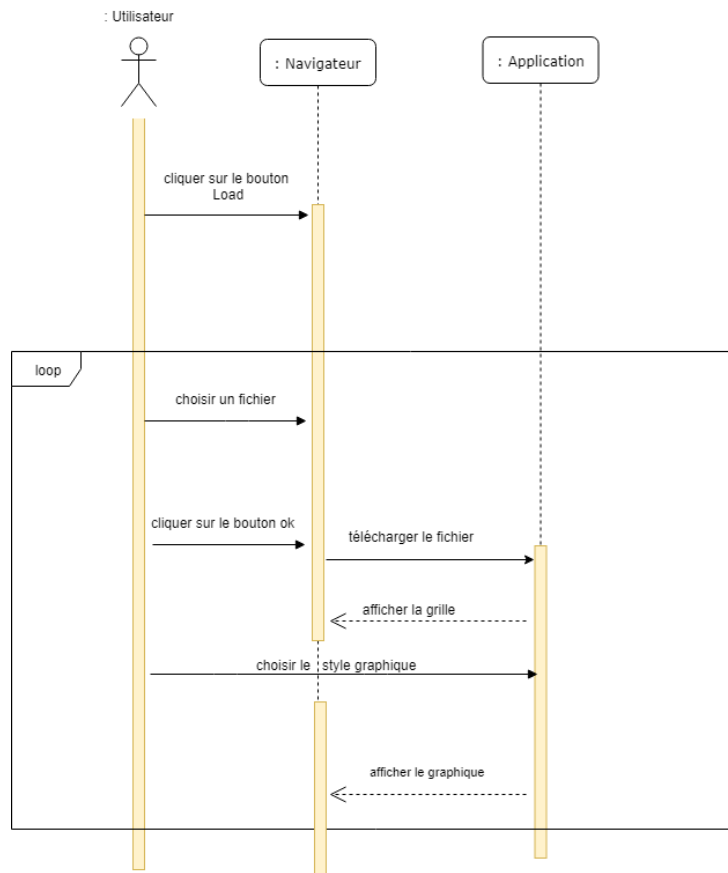 : Utilisateur
: Navigateur
: Application
cliquer sur le bouton
Load
loop
choisir un fichier
cliquer sur le bouton ok
télécharger le fichier
afficher la grille
choisir le style graphique
afficher le graphique